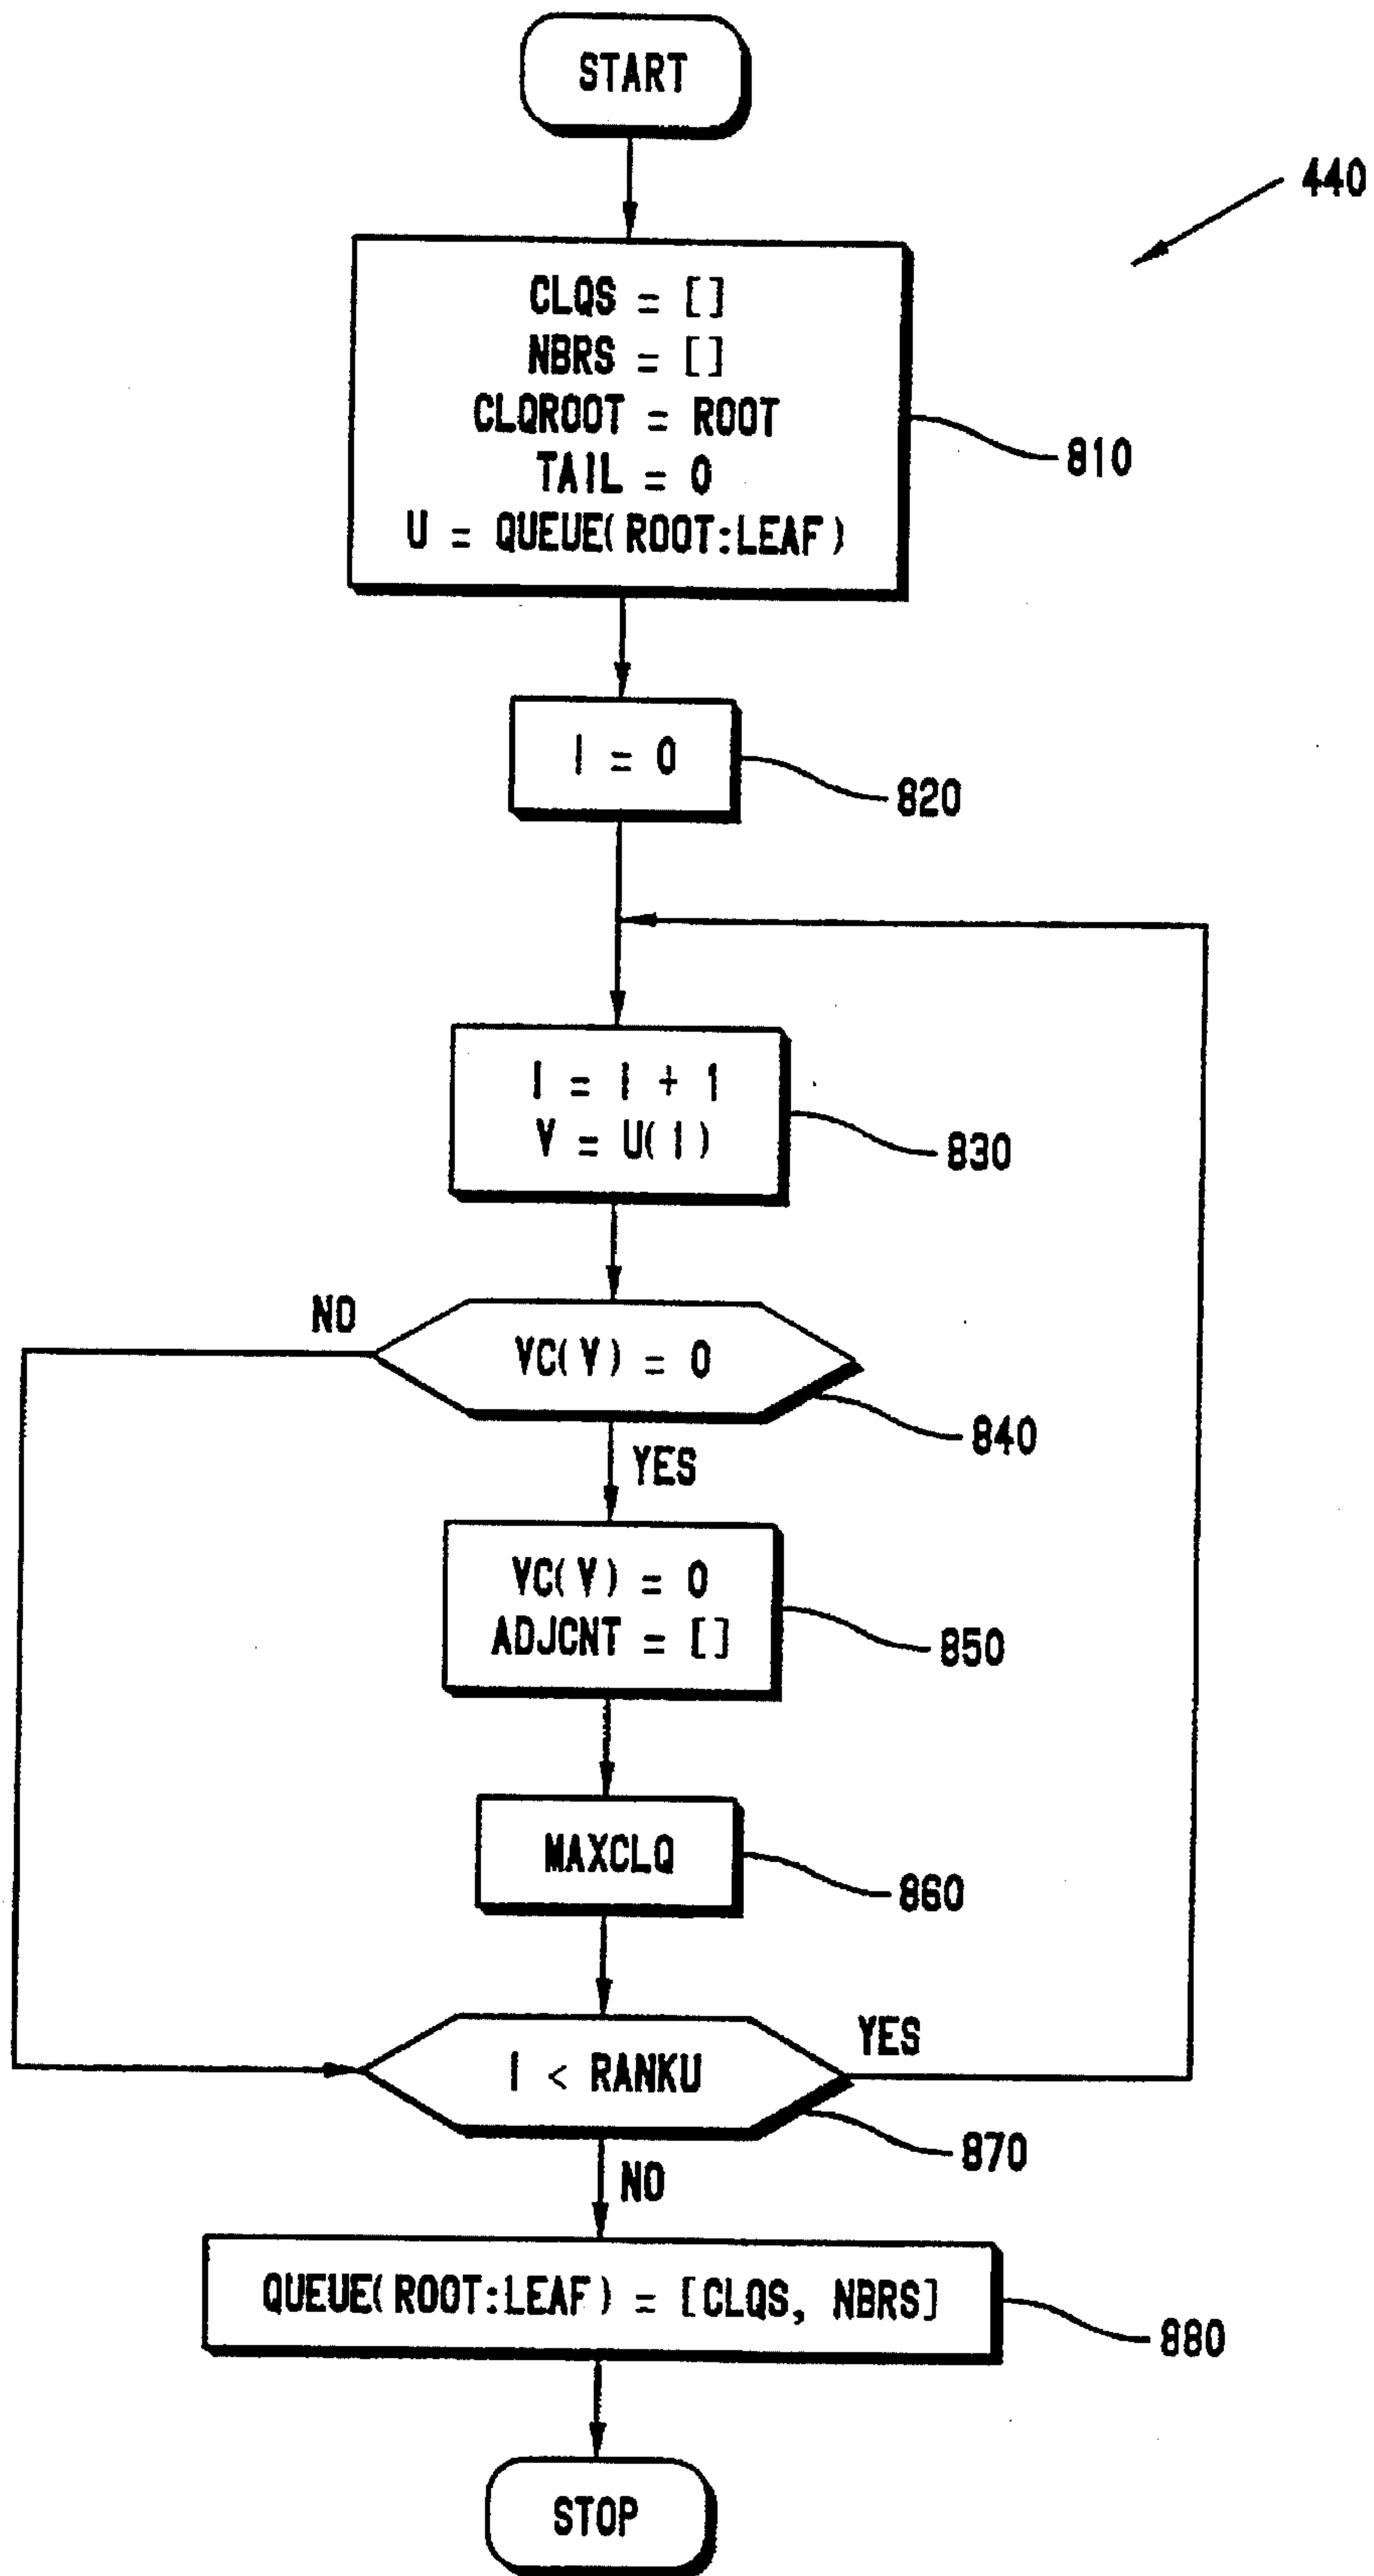 START
440
CLQS = []
NBRS = []
CLQROOT = ROOT
TAIL = 0
U = QUEUE(ROOT:LEAF)
810
I = 0
820
I = I + 1
V = U(I)
830
NO
VC(V) = 0
840
YES
VC(V) = 0
ADJCNT = []
850
MAXCLQ
860
YES
I < RANKU
870
NO
QUEUE(ROOT:LEAF) = [CLQS, NBRS]
880
STOP